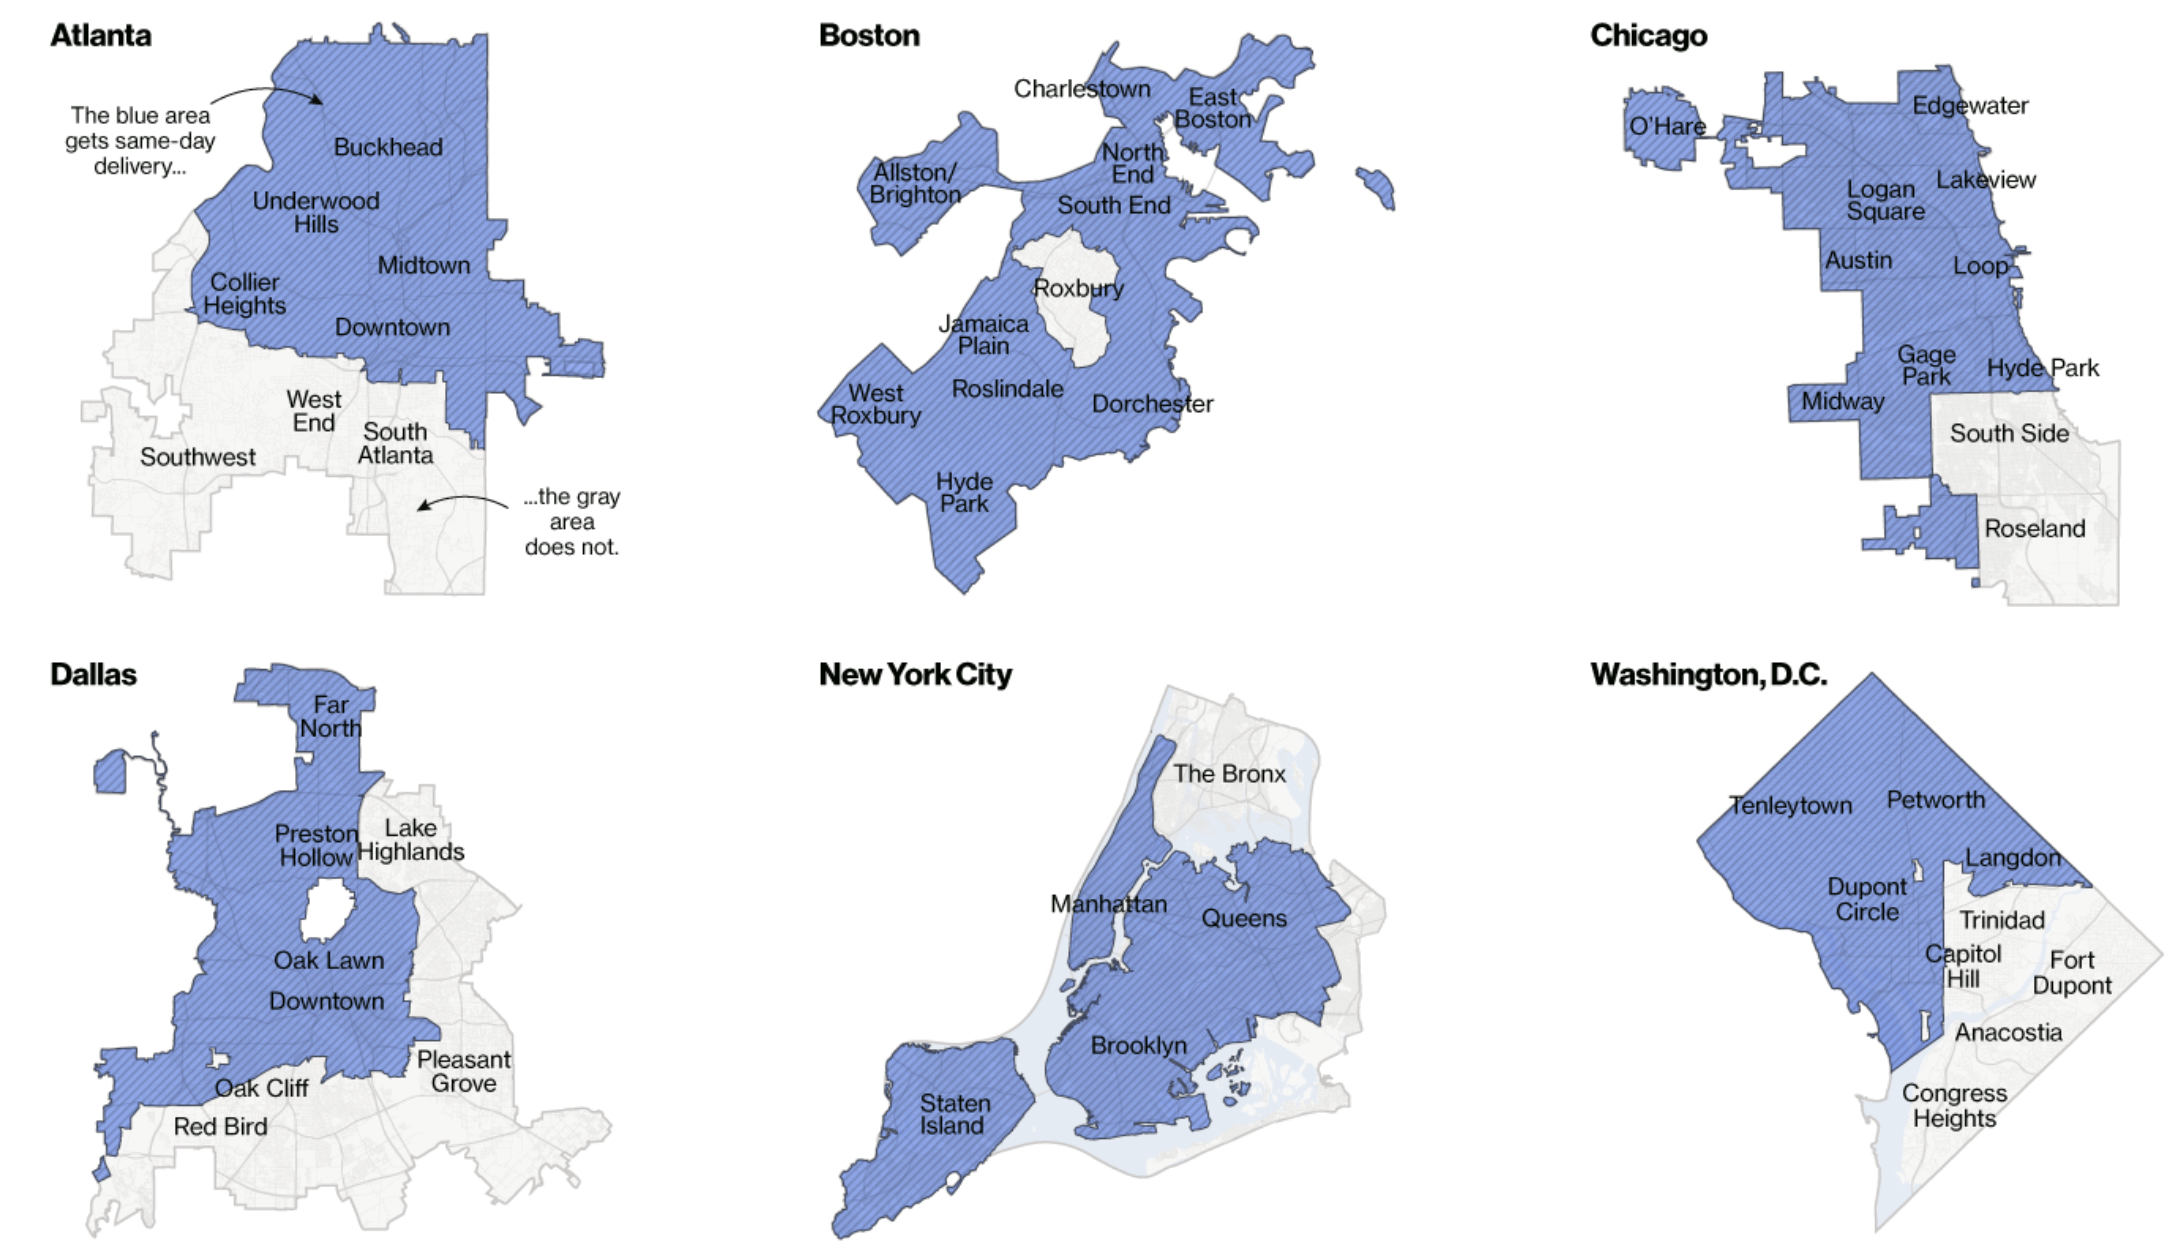 Atlanta
The blue area
gets same-day
delivery...
Buckhead
Underwood
Hills
Midtown
Collier
Heights
Downtown
West
End
South
Atlanta
Southwest
...the gray
area
does not.
Boston
Charlestown
East
Boston
North
End
Allston/
Brighton
South End
Roxbury
Jamaica
Plain
West
Roxbury
Roslindale
Dorchester
Hyde
Park
Chicago
O'Hare
Edgewater
Lakeview
Logan
Square
Austin
Loop
Gage
Park
Hyde Park
Midway
South Side
Roseland
Dallas
Far
North
Preston
Hollow
Lake
Highlands
Oak Lawn
Downtown
Pleasant
Grove
Oak Cliff
Red Bird
New York City
The Bronx
Manhattan
Queens
Brooklyn
Staten
Island
Washington, D.C.
Tenleytown
Petworth
Langdon
Dupont
Circle
Trinidad
Capitol
Hill
Fort
Dupont
Anacostia
Congress
Heights